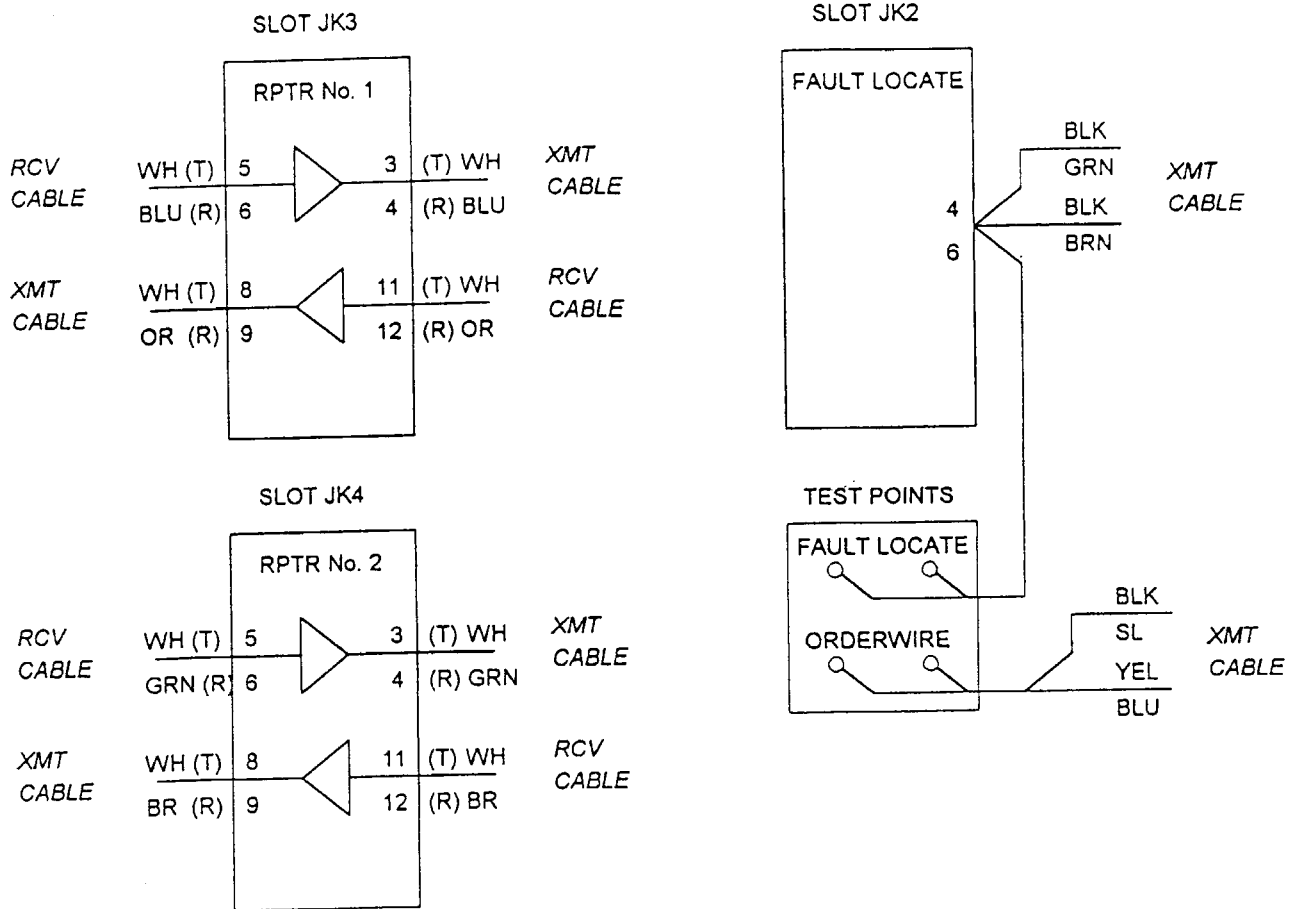 SLOT JK3
RPTR No. 1
RCV CABLE
WH (T) 5
BLU (R) 6
3 (T) WH
4 (R) BLU
XMT CABLE
XMT CABLE
WH (T) 8
OR (R) 9
11 (T) WH
12 (R) OR
RCV CABLE
SLOT JK4
RPTR No. 2
RCV CABLE
WH (T) 5
GRN (R) 6
3 (T) WH
4 (R) GRN
XMT CABLE
XMT CABLE
WH (T) 8
BR (R) 9
11 (T) WH
12 (R) BR
RCV CABLE
SLOT JK2
FAULT LOCATE
4
6
BLK
GRN
BLK
BRN
XMT CABLE
TEST POINTS
FAULT LOCATE
ORDERWIRE
BLK
SL
YEL
BLU
XMT CABLE